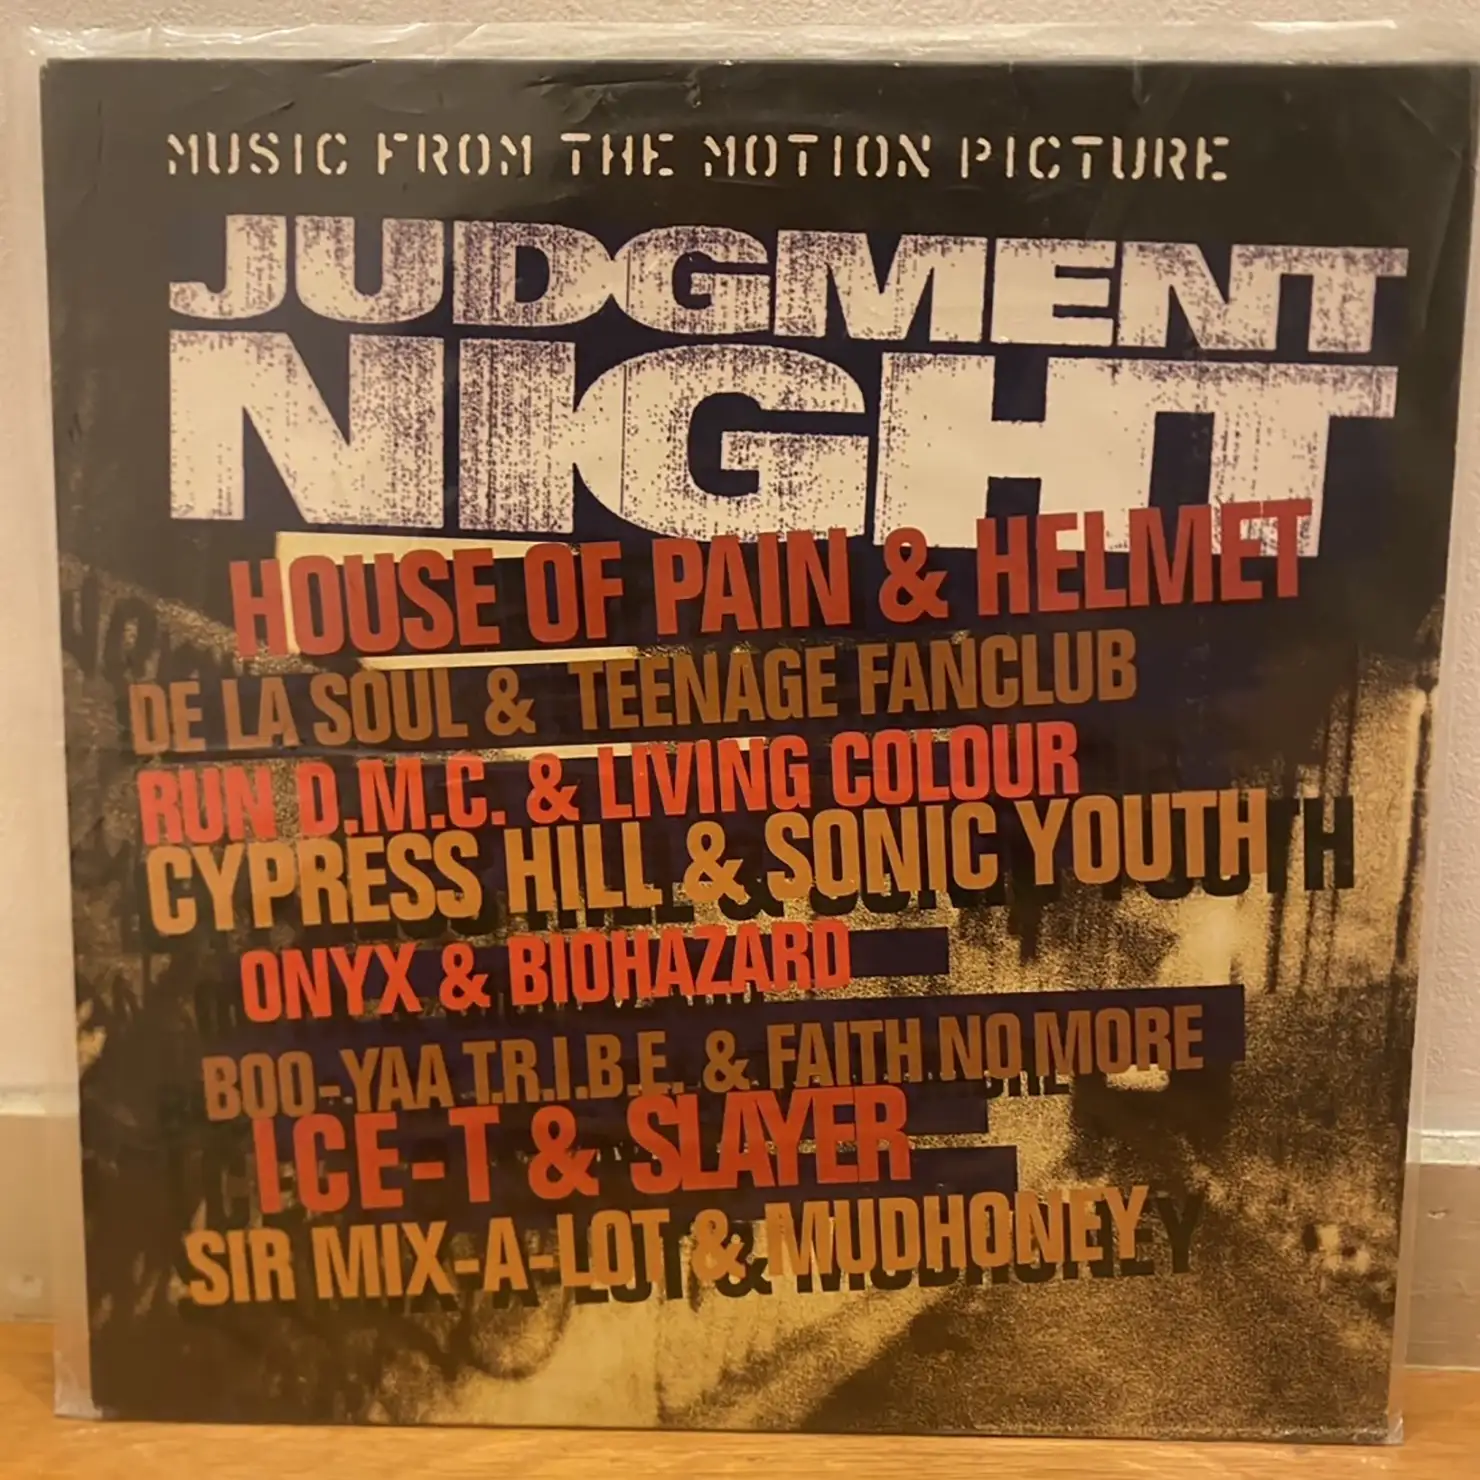 MUSIC FROM THE MOTION PICTURE
JUDGMENT
NIGHT
HOUSE OF PAIN & HELMET
DE LA SOUL & TEENAGE FANCLUB
RUN D.M.C. & LIVING COLOUR
CYPRESS HILL & SONIC YOUTH
ONYX & BIOHAZARD
BOO-YAA T.R.I.B.E. & FAITH NO MORE
ICE-T & SLAYER
SIR MIX-A-LOT & MUDHONEY